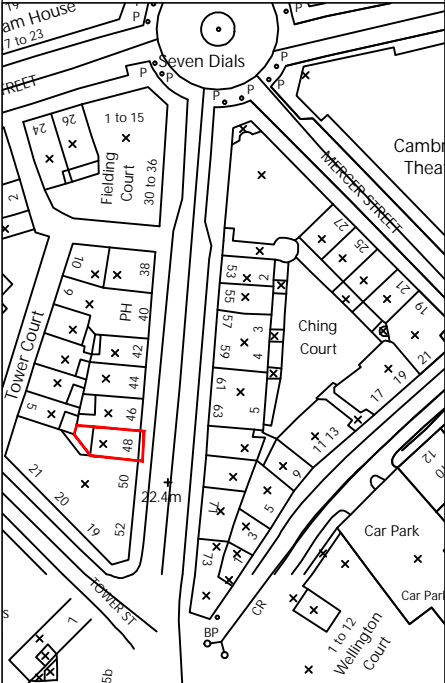 19
am House
7 to 23
P
P
P
P
Seven Dials
P
P
P
P
P
REET
24
26
1 to 15
Fielding
Court
30 to 36
2
MERCER STREET
Cambr
Theat
27
25
21
19
21
10
38
9
PH
40
42
44
46
48
50
52
5
Tower Court
21
20
19
22.4m
53
2
55
57
3
59
4
61
63
5
71
73
Ching
Court
17
19
11 13
9
5
3
1
12
10
Car Park
Car Park
TOWER ST
BP
CR
1 to 12
Wellington
Court
s
1
5b